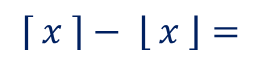 ⌈ x ⌉ − ⌊ x ⌋ =